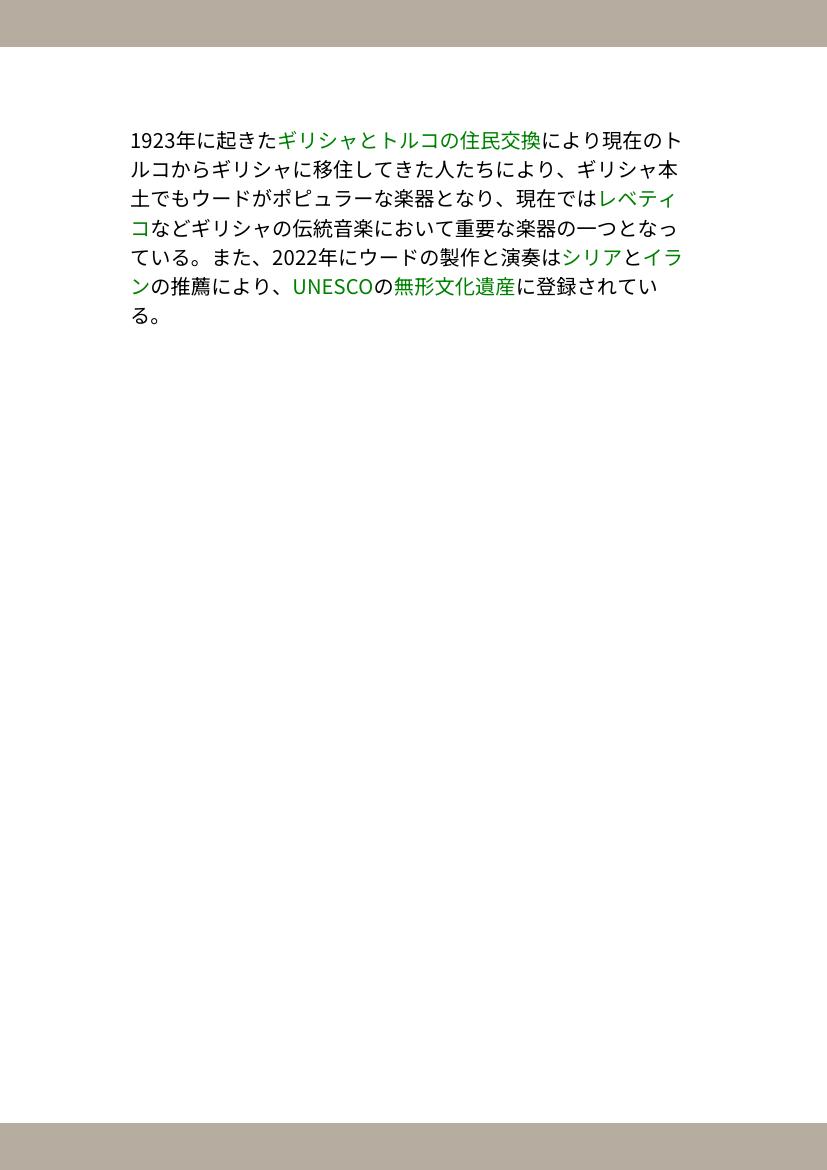 1923年に起きたギリシャとトルコの住民交換により現在のト
ルコからギリシャに移住してきた人たちにより、ギリシャ本
土でもウードがポピュラーな楽器となり、現在ではレベティ
コなどギリシャの伝統音楽において重要な楽器の一つとなっ
ている。また、2022年にウードの製作と演奏はシリアとイラ
ンの推薦により、UNESCOの無形文化遺産に登録されてい
る。